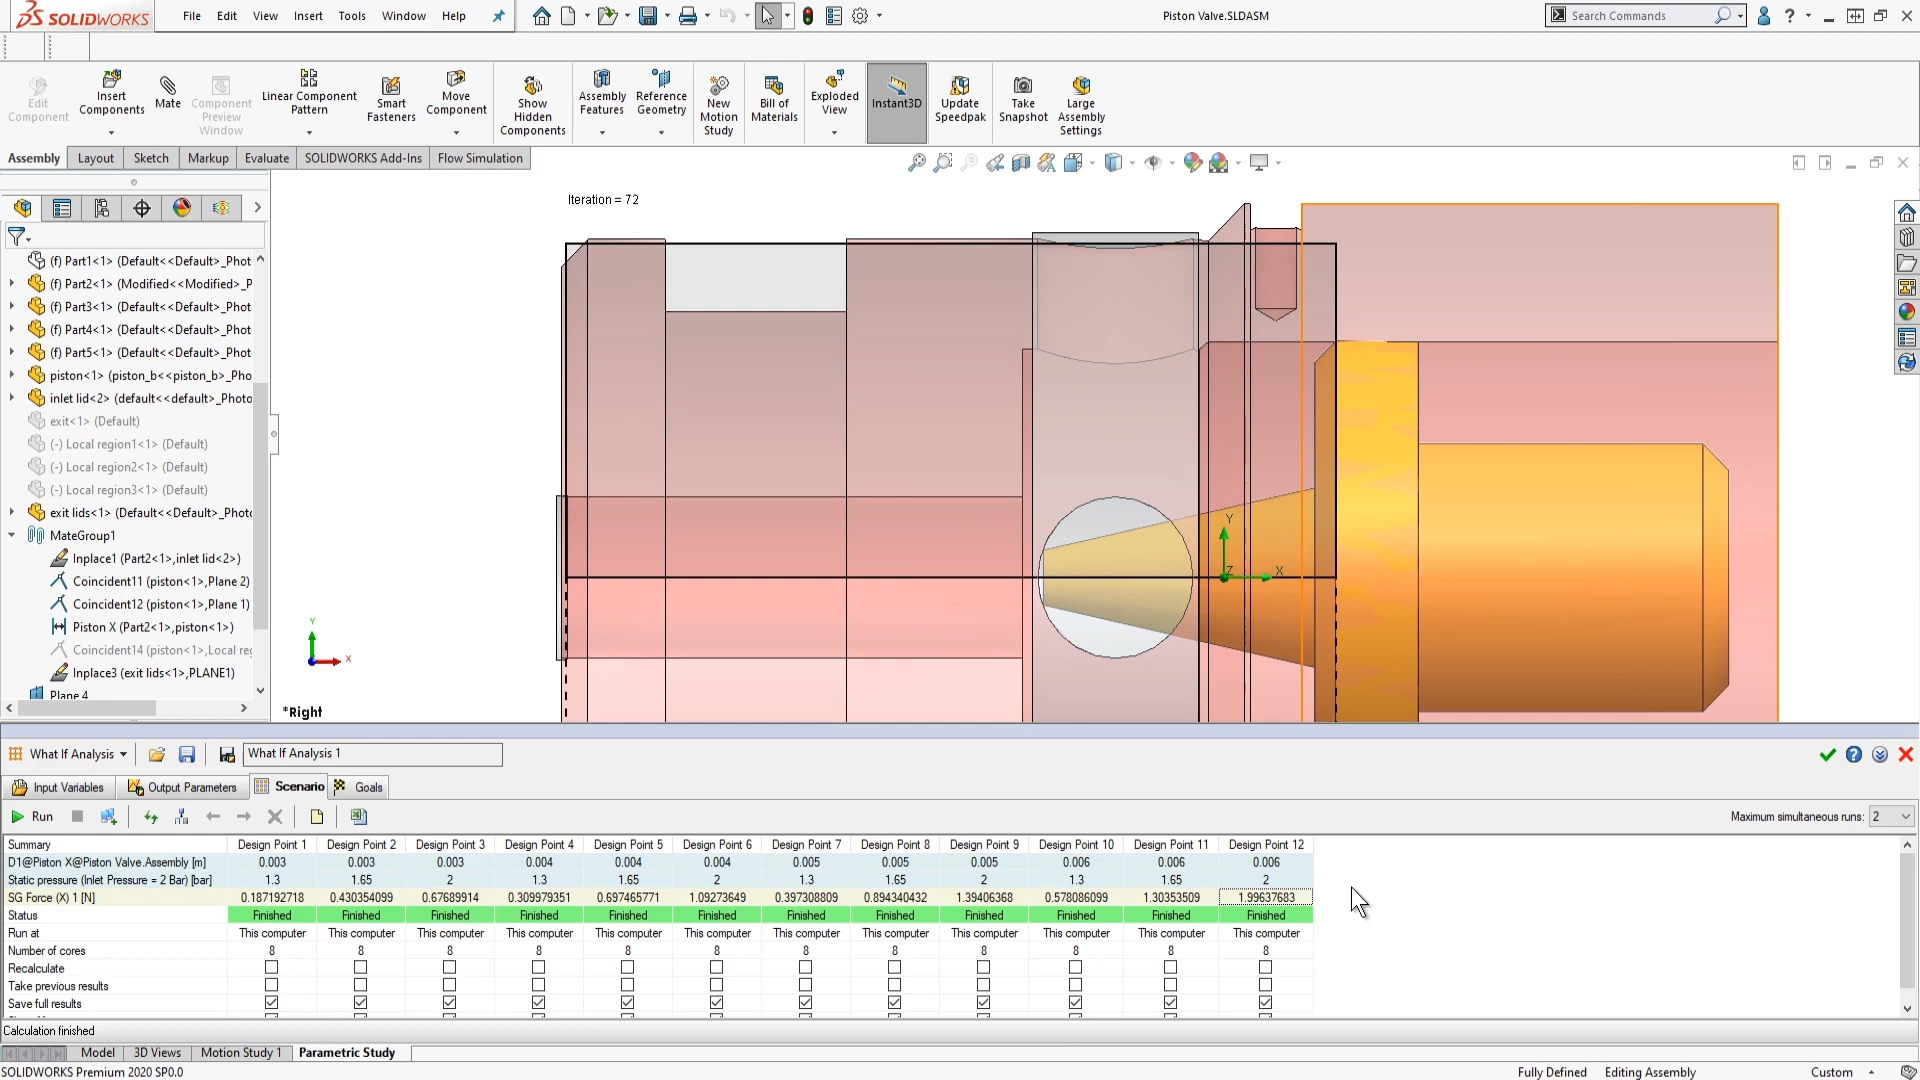 SOLIDWORKS File Edit View Insert Tools Window Help Piston Valve.SLDASM Search Commands
Edit Component
Insert Components
Mate
Component Preview Window
Linear Component Pattern
Smart Fasteners
Move Component
Show Hidden Components
Assembly Features
Reference Geometry
New Motion Study
Bill of Materials
Exploded View
Instant3D
Update Speedpak
Take Snapshot
Large Assembly Settings
Assembly Layout Sketch Markup Evaluate SOLIDWORKS Add-Ins Flow Simulation
Iteration = 72
(f) Part1<1> (Default<<Default>_Phot
(f) Part2<1> (Modified<<Modified>_P
(f) Part3<1> (Default<<Default>_Phot
(f) Part4<1> (Default<<Default>_Phot
(f) Part5<1> (Default<<Default>_Phot
piston<1> (piston_b<<piston_b>_Pho
inlet lid<2> (default<<default>_Photo
exit<1> (Default)
(-) Local region1<1> (Default)
(-) Local region2<1> (Default)
(-) Local region3<1> (Default)
exit lids<1> (Default<<Default>_Photo
MateGroup1
Inplace1 (Part2<1>,inlet lid<2>)
Coincident11 (piston<1>,Plane 2)
Coincident12 (piston<1>,Plane 1)
Piston X (Part2<1>,piston<1>)
Coincident14 (piston<1>,Local reg
Inplace3 (exit lids<1>,PLANE1)
Plane 4
Y
X
Y
X
Z
*Right
What If Analysis What If Analysis 1
Input Variables Output Parameters Scenario Goals
Run Maximum simultaneous runs: 2
Summary Design Point 1 Design Point 2 Design Point 3 Design Point 4 Design Point 5 Design Point 6 Design Point 7 Design Point 8 Design Point 9 Design Point 10 Design Point 11 Design Point 12
D1@Piston X@Piston Valve.Assembly [m] 0.003 0.003 0.003 0.004 0.004 0.004 0.005 0.005 0.005 0.006 0.006 0.006
Static pressure (Inlet Pressure = 2 Bar) [bar] 1.3 1.65 2 1.3 1.65 2 1.3 1.65 2 1.3 1.65 2
SG Force (X) 1 [N] 0.187192718 0.430354099 0.67689914 0.309979351 0.697465771 1.09273649 0.397308809 0.894340432 1.39406368 0.578086099 1.30353509 1.99637683
Status Finished Finished Finished Finished Finished Finished Finished Finished Finished Finished Finished Finished
Run at This computer This computer This computer This computer This computer This computer This computer This computer This computer This computer This computer This computer
Number of cores 8 8 8 8 8 8 8 8 8 8 8 8
Recalculate
Take previous results
Save full results
Calculation finished
Model 3D Views Motion Study 1 Parametric Study
SOLIDWORKS Premium 2020 SP0.0 Fully Defined Editing Assembly Custom